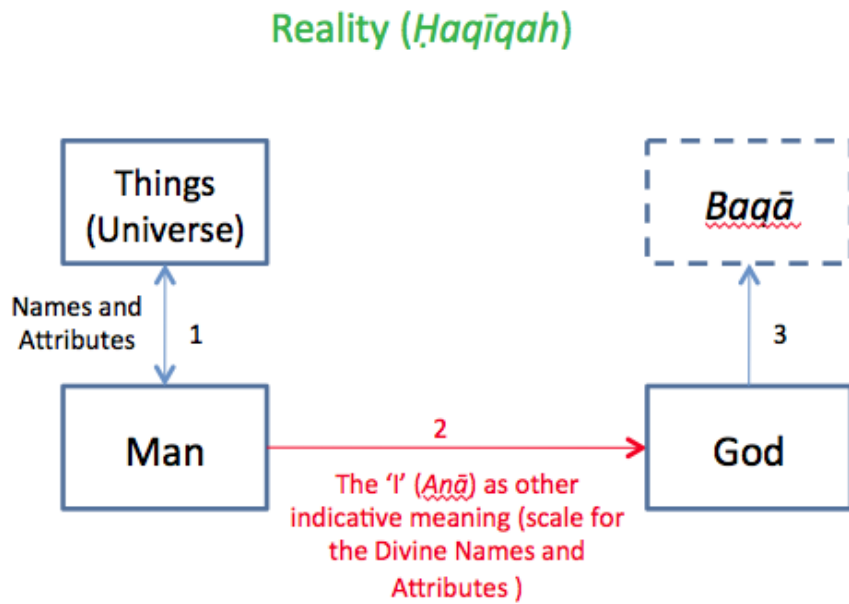 Reality (Ḥaqīqah)
Things
(Universe)
Baqā
Names and
Attributes
1
3
Man
2
God
The ‘I’ (Anā) as other
indicative meaning (scale for
the Divine Names and
Attributes )